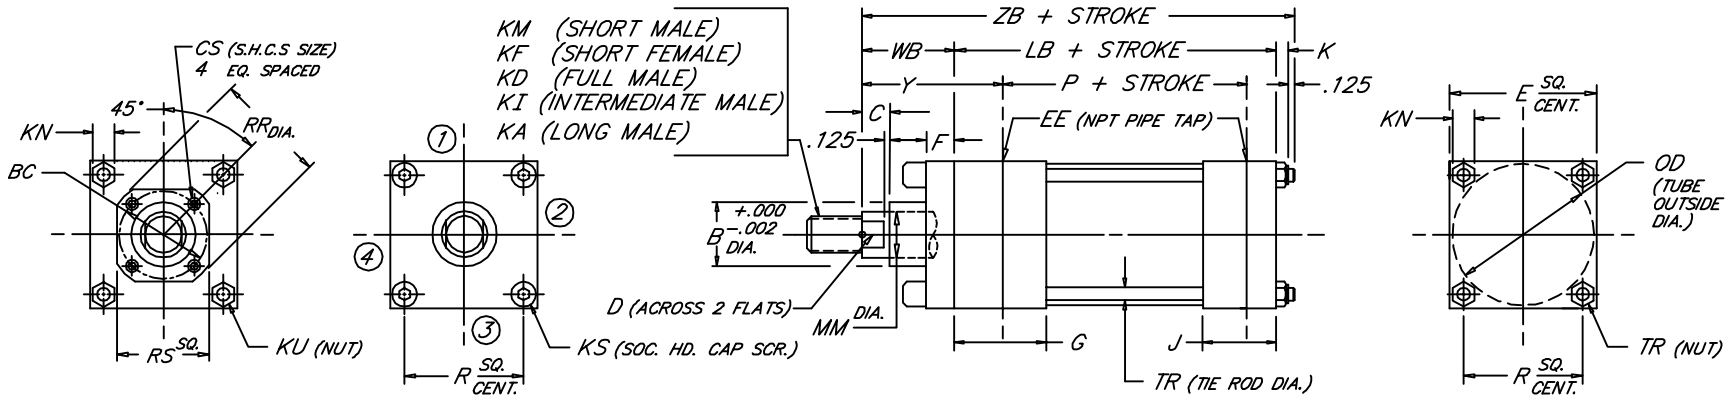 CS (S.H.C.S SIZE)
4 EQ. SPACED
45°
RR DIA.
KN
BC
RS SQ.
KU (NUT)
KM (SHORT MALE)
KF (SHORT FEMALE)
KD (FULL MALE)
KI (INTERMEDIATE MALE)
KA (LONG MALE)
1
2
3
4
R SQ. CENT.
KS (SOC. HD. CAP SCR.)
ZB + STROKE
WB
LB + STROKE
K
Y
P + STROKE
.125
C
EE (NPT PIPE TAP)
.125
F
+.000
B -.002
DIA.
D (ACROSS 2 FLATS)
MM DIA.
G
J
TR (TIE ROD DIA.)
E SQ. CENT.
KN
OD
(TUBE
OUTSIDE
DIA.)
TR (NUT)
R SQ. CENT.